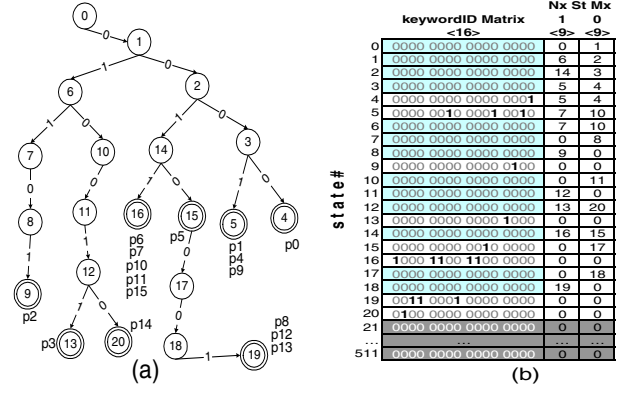 0
0
1
1
0
6
2
1
0
1
0
7
10
14
3
0
0
1
0
1
0
8
11
16
15
5
4
p6
p7
p10
p11
p15
p5
p1
p4
p9
p0
1
1
0
9
p2
12
17
1
0
0
p3
13
20
p14
18
1
19
p8
p12
p13
(a)
Nx St Mx
keywordID Matrix 1 0
<16> <9> <9>
state#
0 0000 0000 0000 0000 0 1
1 0000 0000 0000 0000 6 2
2 0000 0000 0000 0000 14 3
3 0000 0000 0000 0000 5 4
4 0000 0000 0000 0001 5 4
5 0000 0010 0001 0010 7 10
6 0000 0000 0000 0000 7 10
7 0000 0000 0000 0000 0 8
8 0000 0000 0000 0000 9 0
9 0000 0000 0000 0100 0 0
10 0000 0000 0000 0000 0 11
11 0000 0000 0000 0000 12 0
12 0000 0000 0000 0000 13 20
13 0000 0000 0000 1000 0 0
14 0000 0000 0000 0000 16 15
15 0000 0000 0010 0000 0 17
16 1000 1100 1100 0000 0 0
17 0000 0000 0000 0000 0 18
18 0000 0000 0000 0000 19 0
19 0011 0001 0000 0000 0 0
20 0100 0000 0000 0000 0 0
21 0000 0000 0000 0000 0 0
... ... ... ...
511 0000 0000 0000 0000 0 0
(b)